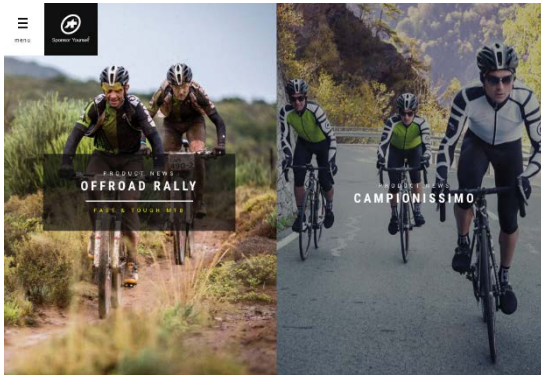 menu
Sponsor Yourself
PRODUCT NEWS
OFFROAD RALLY
FAST & TOUGH MTB
PRODUCT NEWS
CAMPIONISSIMO